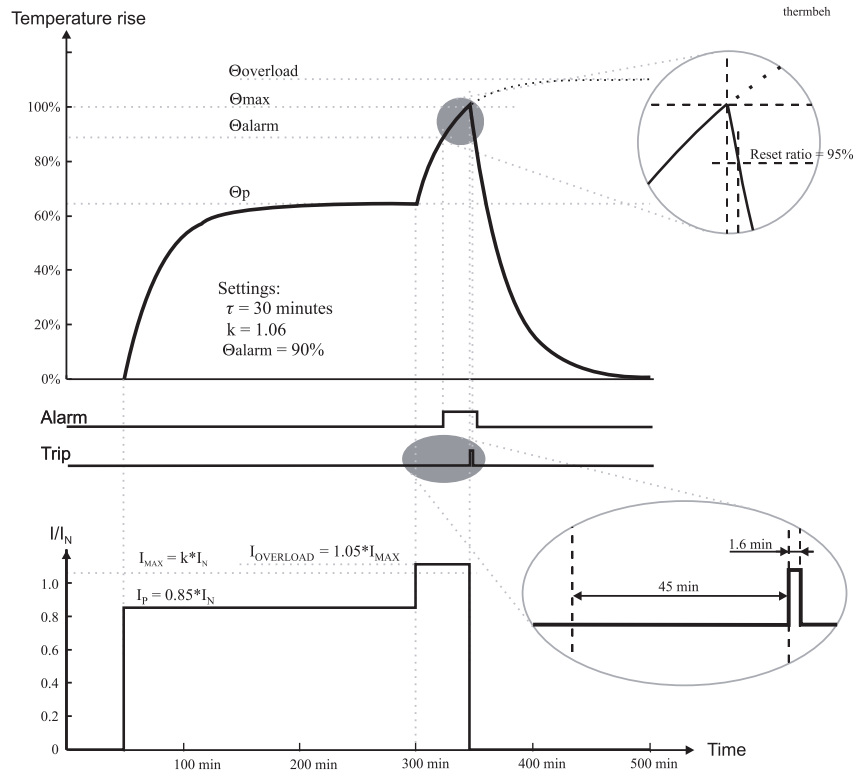 Temperature rise
thermbeh
Θoverload
Θmax
Θalarm
Θp
100%
80%
60%
40%
20%
0%
Reset ratio = 95%
Settings:
τ = 30 minutes
k = 1.06
Θalarm = 90%
Alarm
Trip
I/IN
IMAX = k*IN
IOVERLOAD = 1.05*IMAX
IP = 0.85*IN
1.0
0.8
0.6
0.4
0.2
0
1.6 min
45 min
100 min
200 min
300 min
400 min
500 min
Time